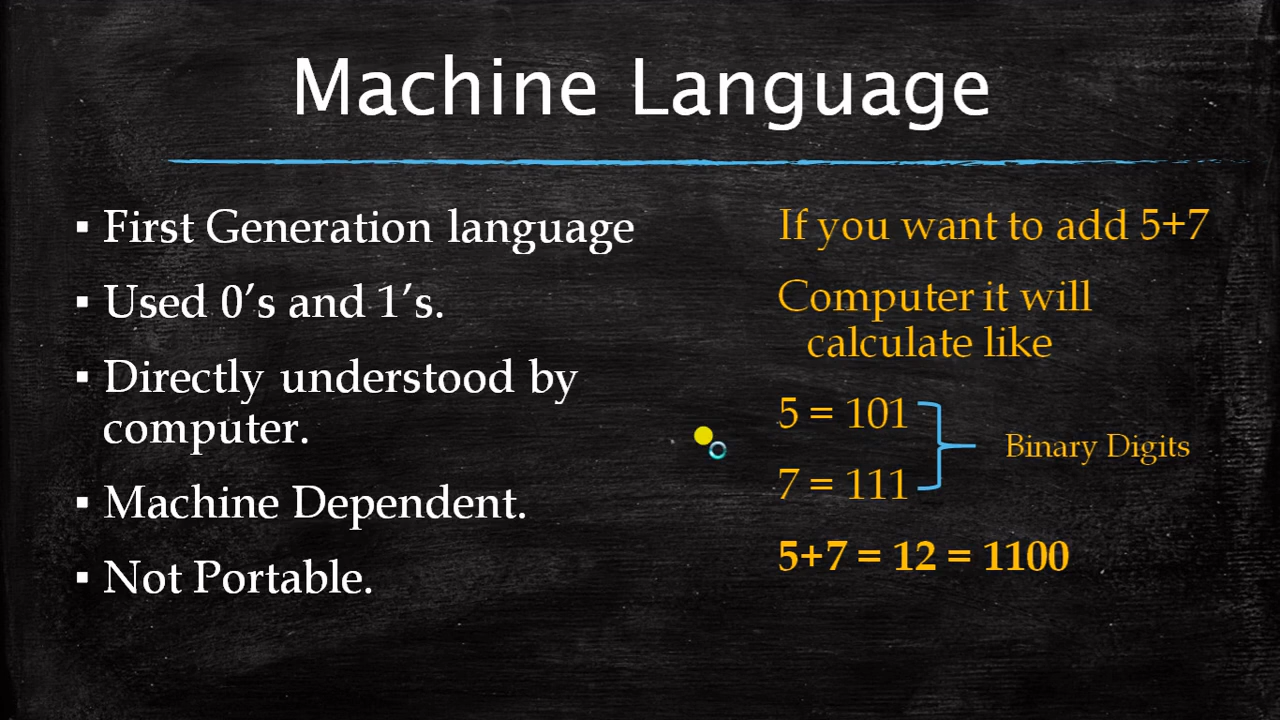 Machine Language
▪ First Generation language
▪ Used 0’s and 1’s.
▪ Directly understood by
computer.
▪ Machine Dependent.
▪ Not Portable.
If you want to add 5+7
Computer it will
calculate like
5 = 101
7 = 111
Binary Digits
5+7 = 12 = 1100